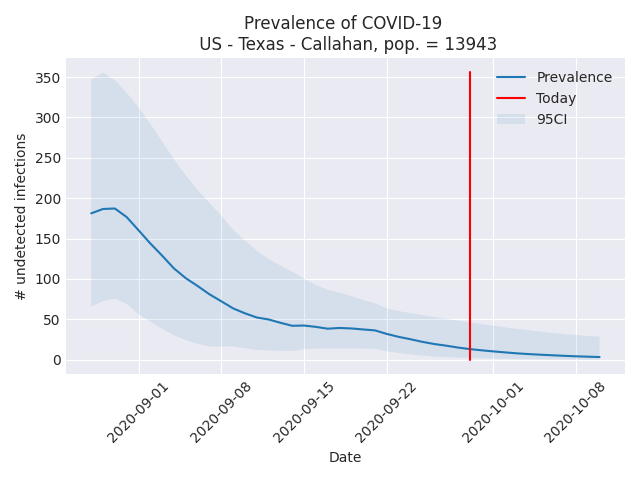 Prevalence of COVID-19
US - Texas - Callahan, pop. = 13943
Prevalence
Today
95CI
# undetected infections
350
300
250
200
150
100
50
0
2020-09-01
2020-09-08
2020-09-15
2020-09-22
2020-10-01
2020-10-08
Date